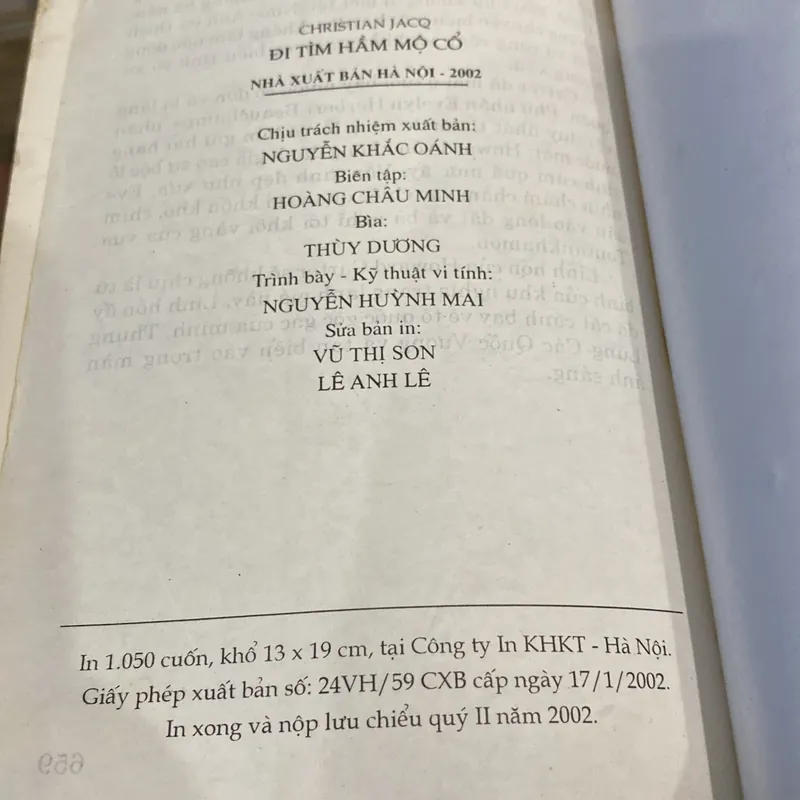 CHRISTIAN JACQ
ĐI TÌM HẦM MỘ CỔ
NHÀ XUẤT BẢN HÀ NỘI - 2002
Chịu trách nhiệm xuất bản:
NGUYỄN KHẮC OÁNH
Biên tập:
HOÀNG CHÂU MINH
Bìa:
THÙY DƯƠNG
Trình bày - Kỹ thuật vi tính:
NGUYỄN HUỲNH MAI
Sửa bản in:
VŨ THỊ SON
LÊ ANH LÊ
In 1.050 cuốn, khổ 13 x 19 cm, tại Công ty In KHKT - Hà Nội.
Giấy phép xuất bản số: 24VH/59 CXB cấp ngày 17/1/2002.
In xong và nộp lưu chiểu quý II năm 2002.
659